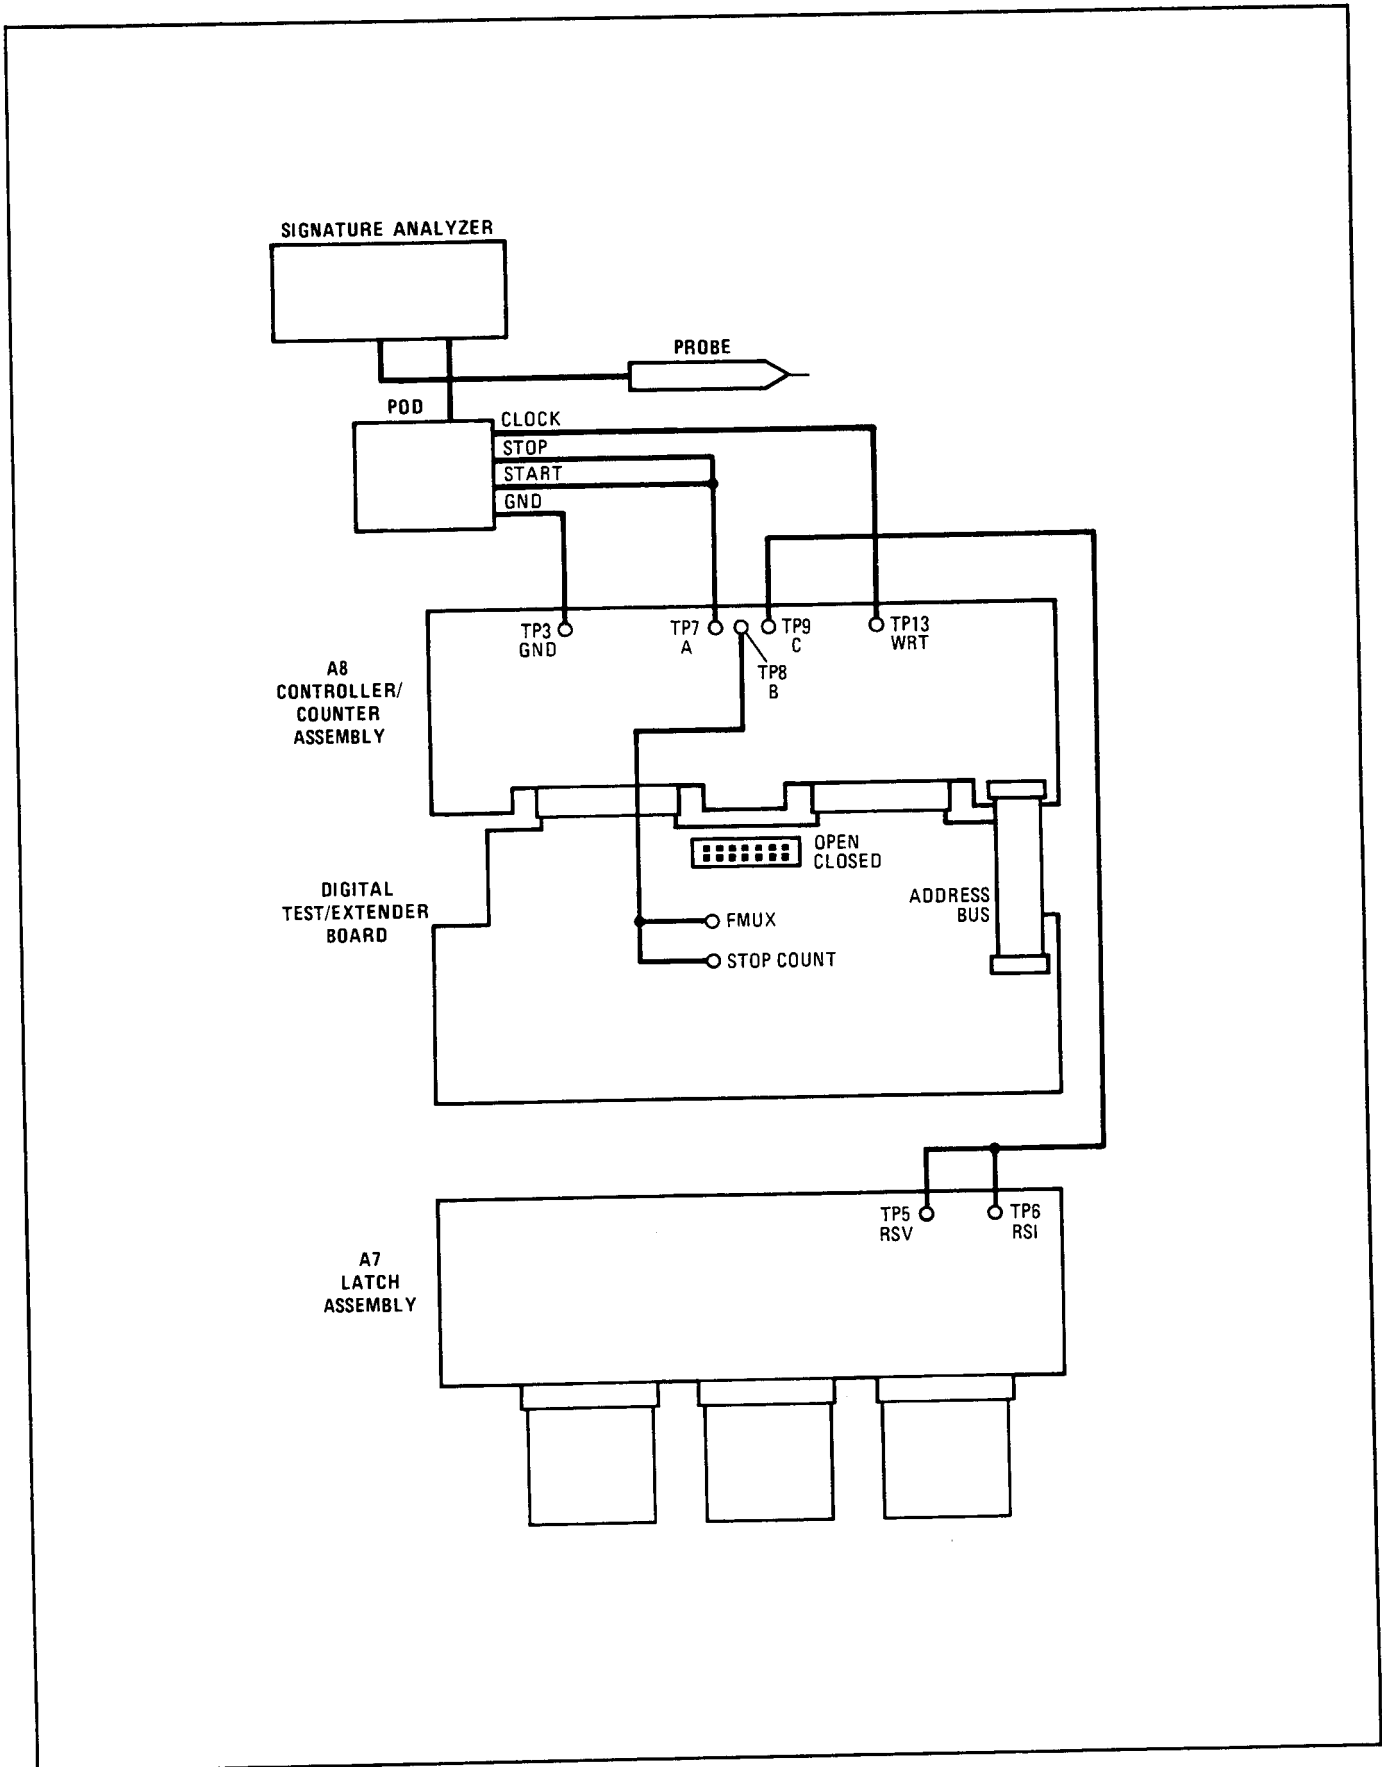 SIGNATURE ANALYZER
PROBE
POD
CLOCK
STOP
START
GND
TP3
GND
TP7
A
TP8
B
TP9
C
TP13
WRT
A8
CONTROLLER/
COUNTER
ASSEMBLY
OPEN
CLOSED
DIGITAL
TEST/EXTENDER
BOARD
ADDRESS
BUS
FMUX
STOP COUNT
TP5
RSV
TP6
RSI
A7
LATCH
ASSEMBLY